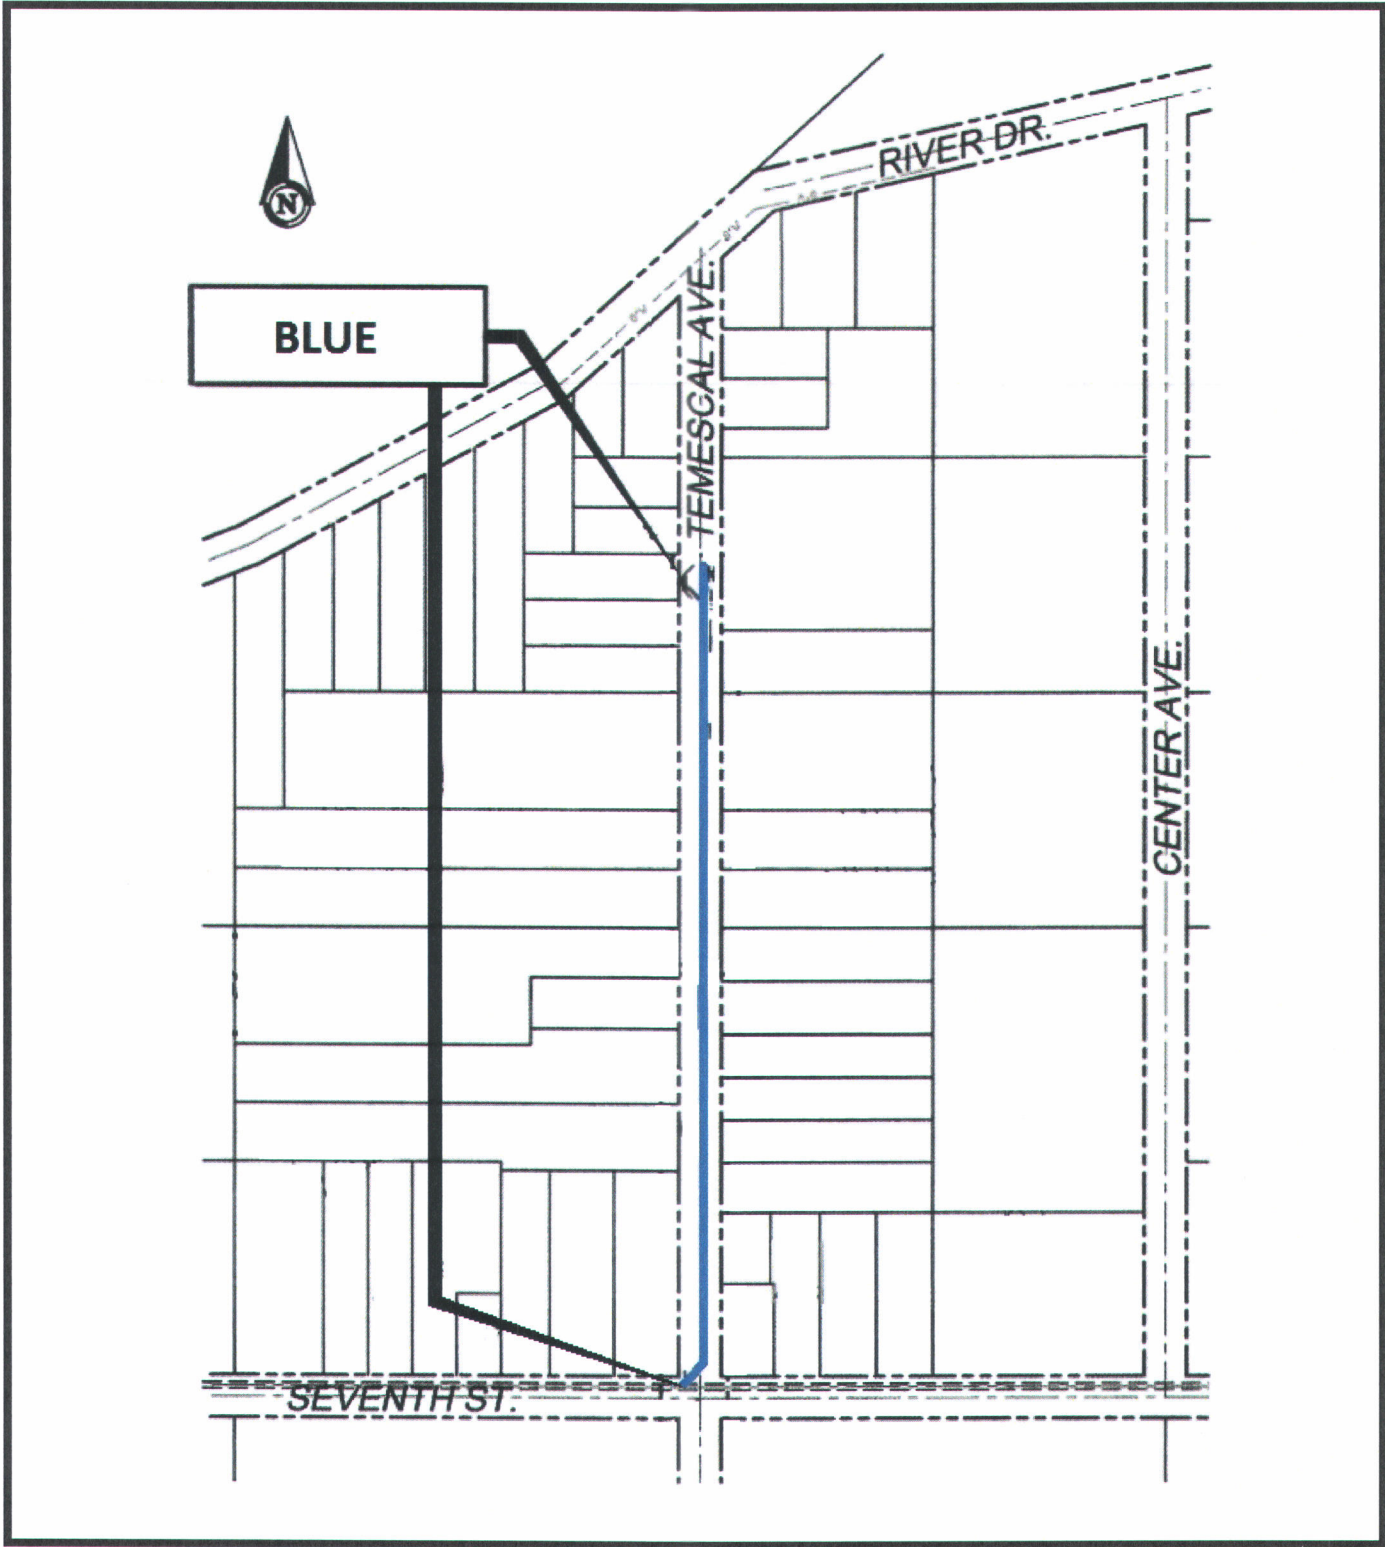 RIVER DR.
N
TEMESCAL AVE.
BLUE
CENTER AVE.
SEVENTH ST.